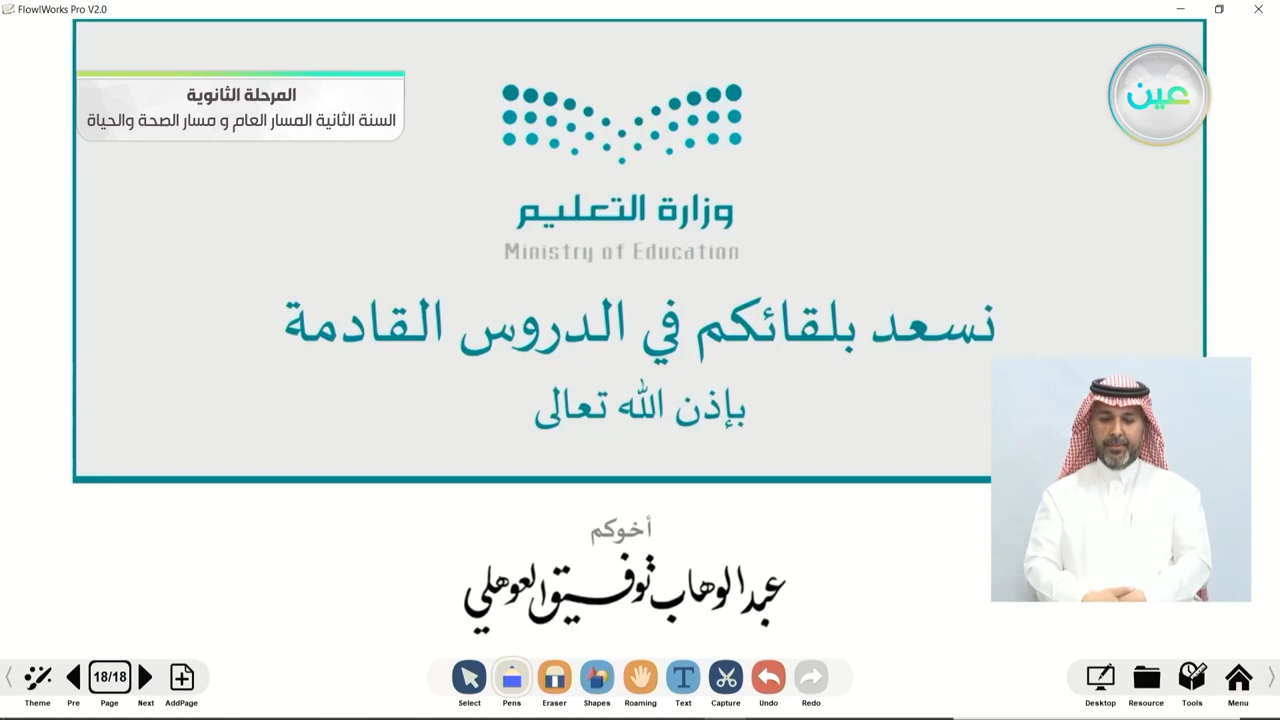 Flow!Works Pro V2.0
المرحلة الثانوية
السنة الثانية المسار العام و مسار الصحة والحياة
عين
وزارة التعليم
Ministry of Education
نسعد بلقائكم في الدروس القادمة
بإذن الله تعالى
أخوكم
عبدالوهاب توفيق العوهلي
18/18
Theme
Pre
Page
Next
AddPage
Select
Pens
Eraser
Shapes
Roaming
T
Text
Capture
Undo
Redo
Desktop
Resource
Tools
Menu